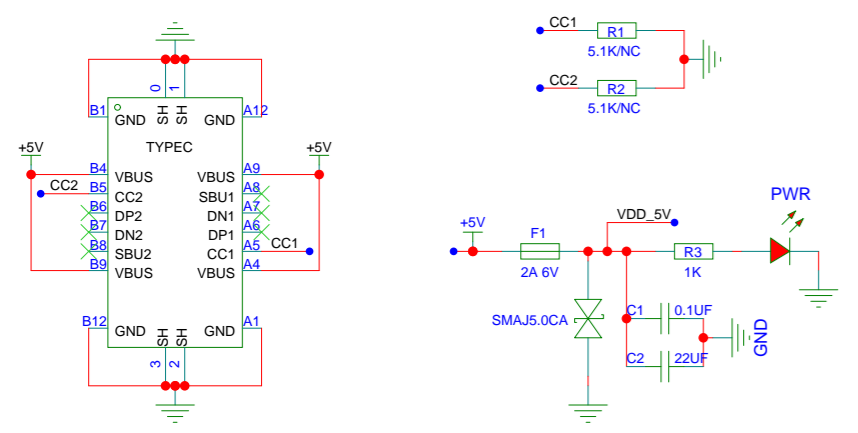 CC1
R1
5.1K/NC
CC2
R2
5.1K/NC
0
1
B1
SH
SH
A12
GND
GND
TYPEC
+5V
+5V
B4
VBUS
VBUS
A9
CC2
B5
CC2
SBU1
A8
B6
DP2
DN1
A7
B7
DN2
DP1
A6
B8
SBU2
CC1
A5
CC1
B9
VBUS
VBUS
A4
B12
GND
GND
A1
SH
SH
3
2
PWR
VDD_5V
+5V
F1
2A 6V
R3
1K
SMAJ5.0CA
C1
0.1UF
C2
22UF
GND